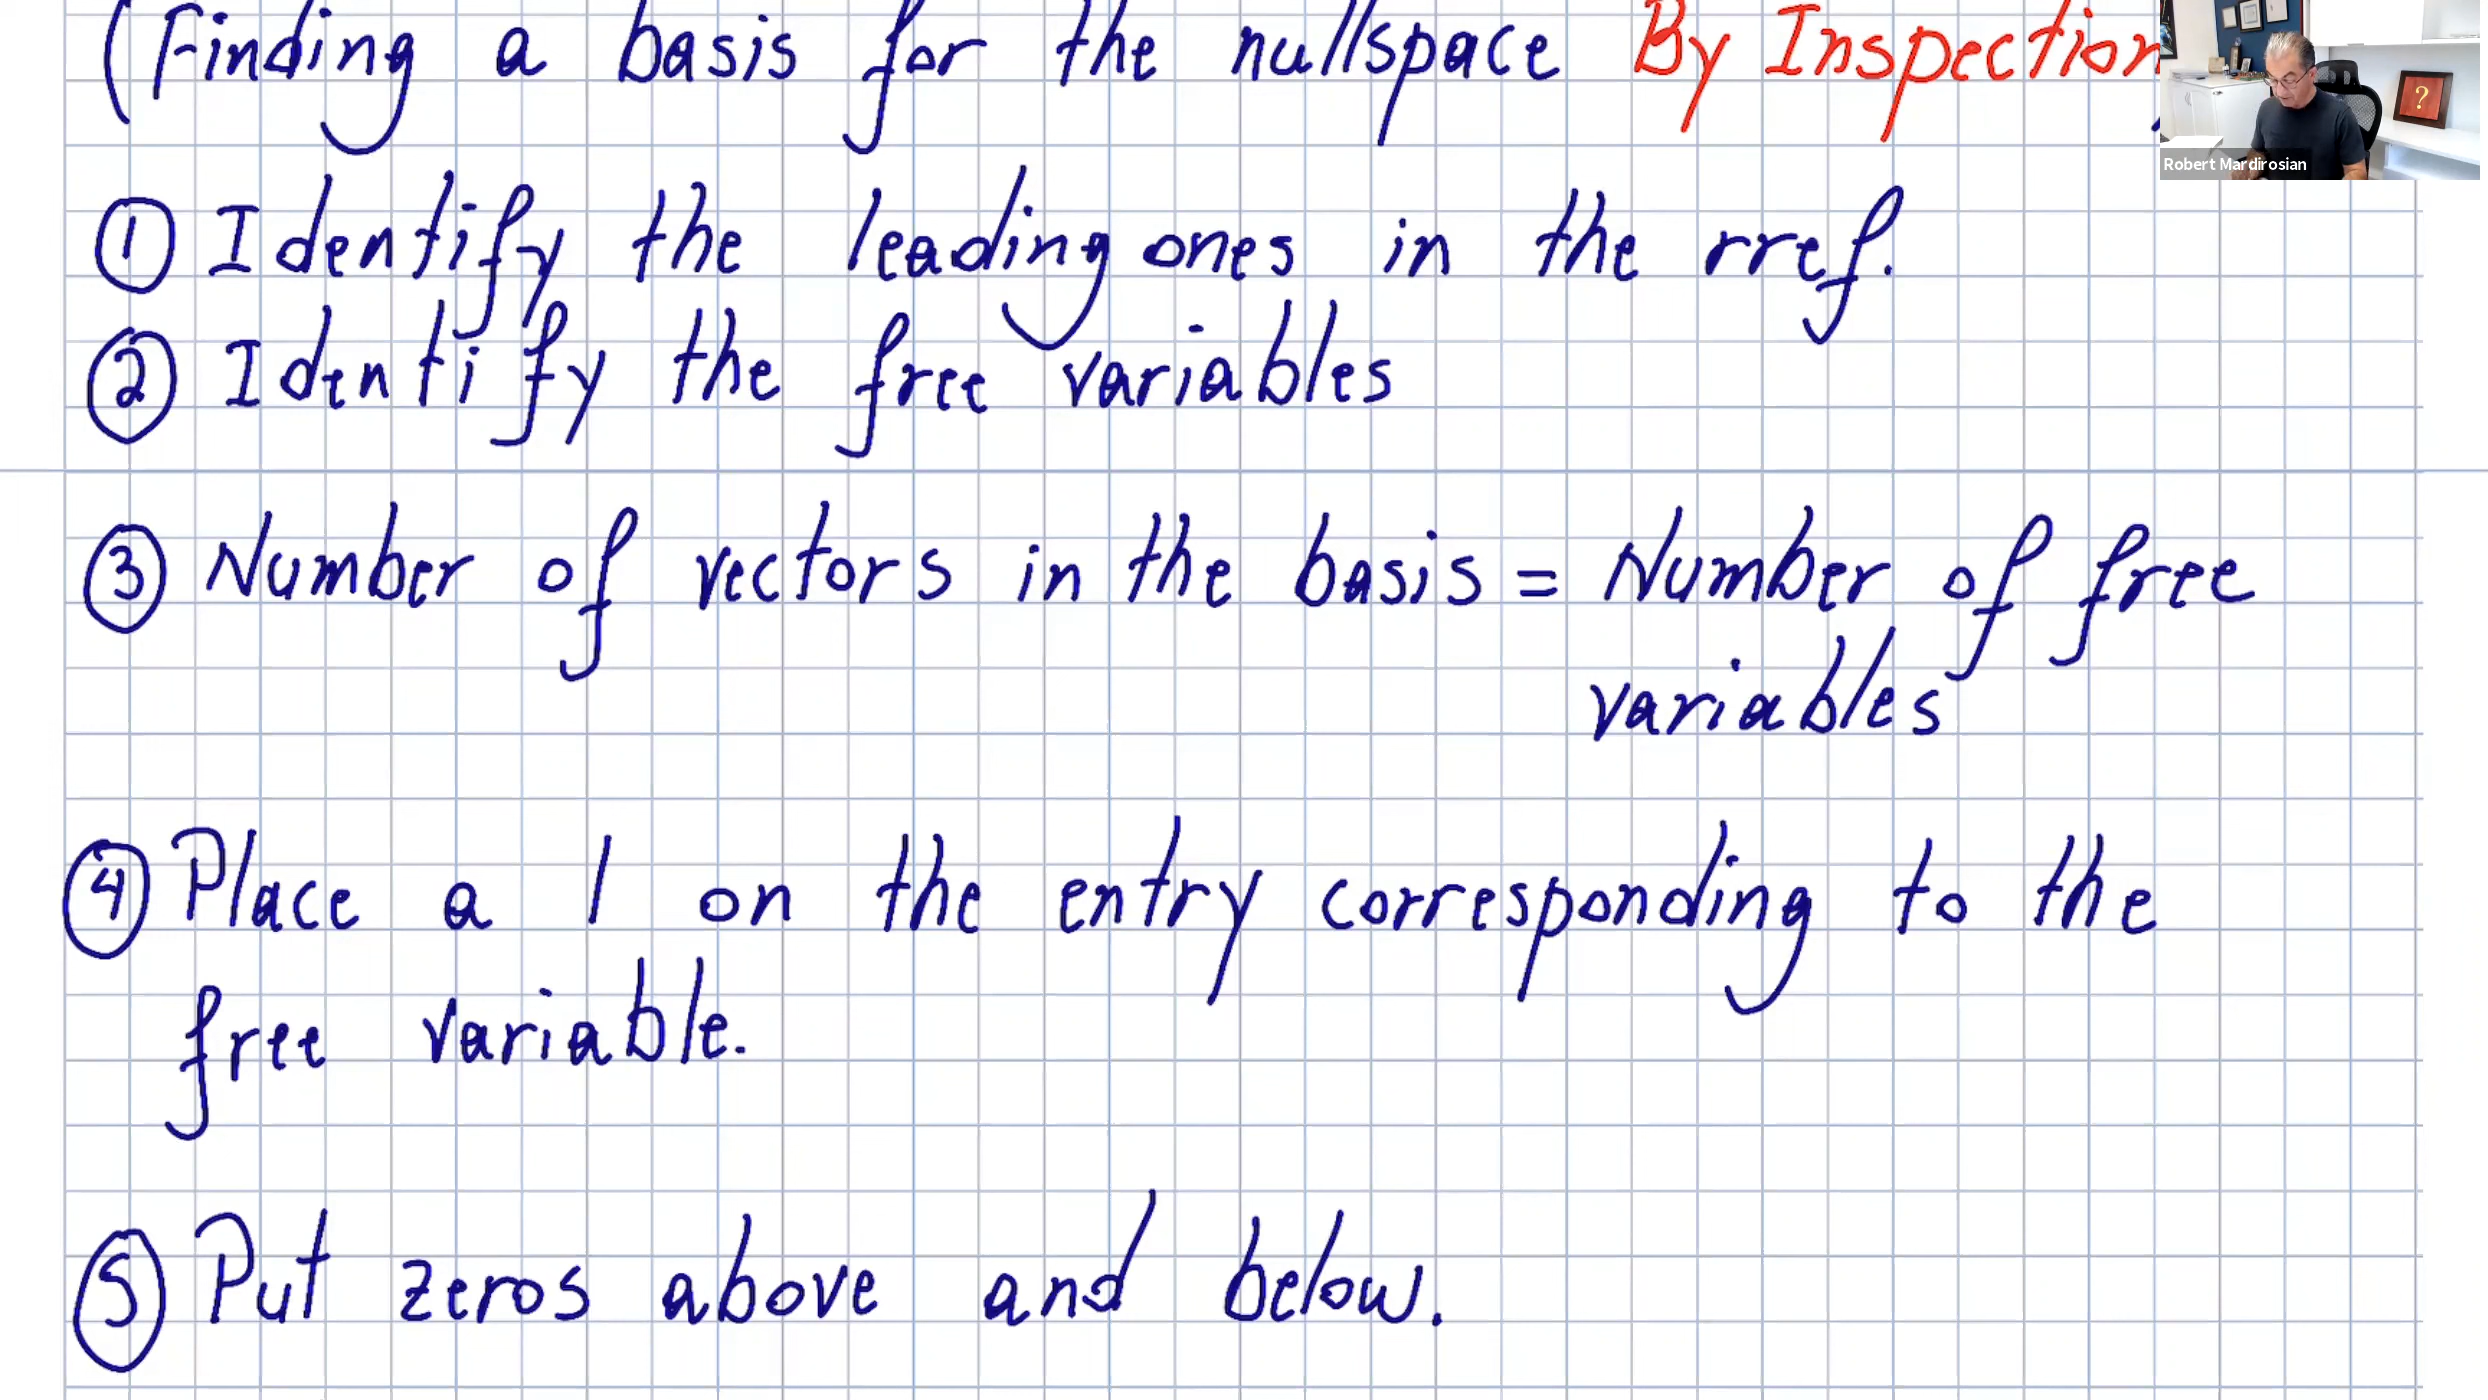 (Finding a basis for the nullspace By Inspection
Robert Mardirosian
?
① Identify the leading ones in the rref.
② Identify the free variables
③ Number of vectors in the basis = Number of free
variables
④ Place a 1 on the entry corresponding to the
free variable.
⑤ Put zeros above and below.